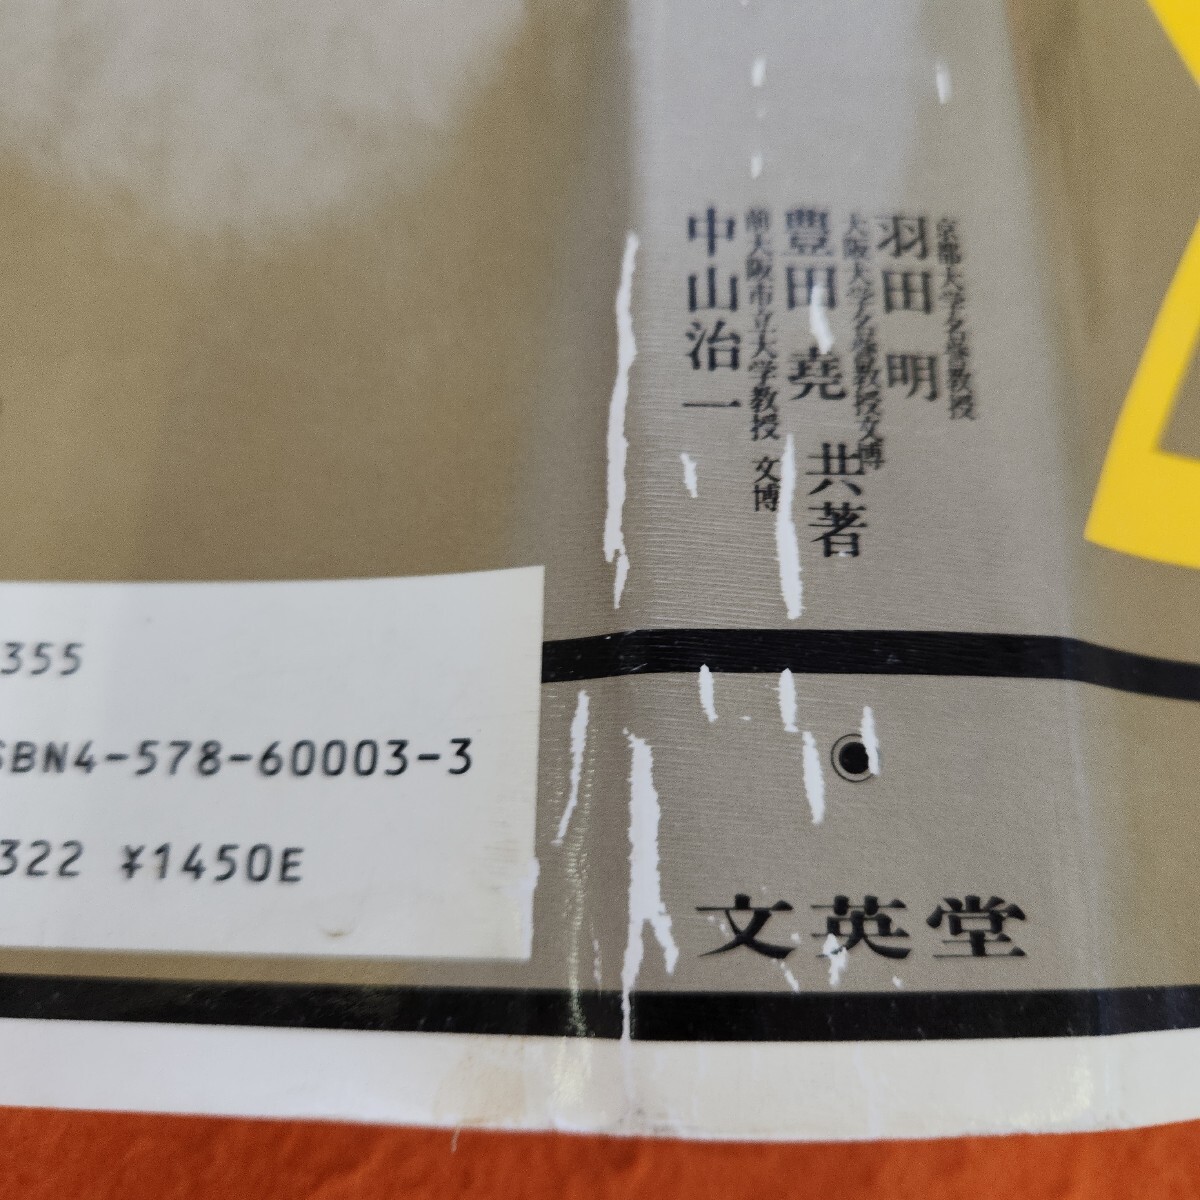 京都大学名誉教授
羽田 明
大阪大学名誉教授文博
豊田 堯 共著
前大阪市立大学教授 文博
中山治一
355
SBN4-578-60003-3
322 ¥1450E
文英堂